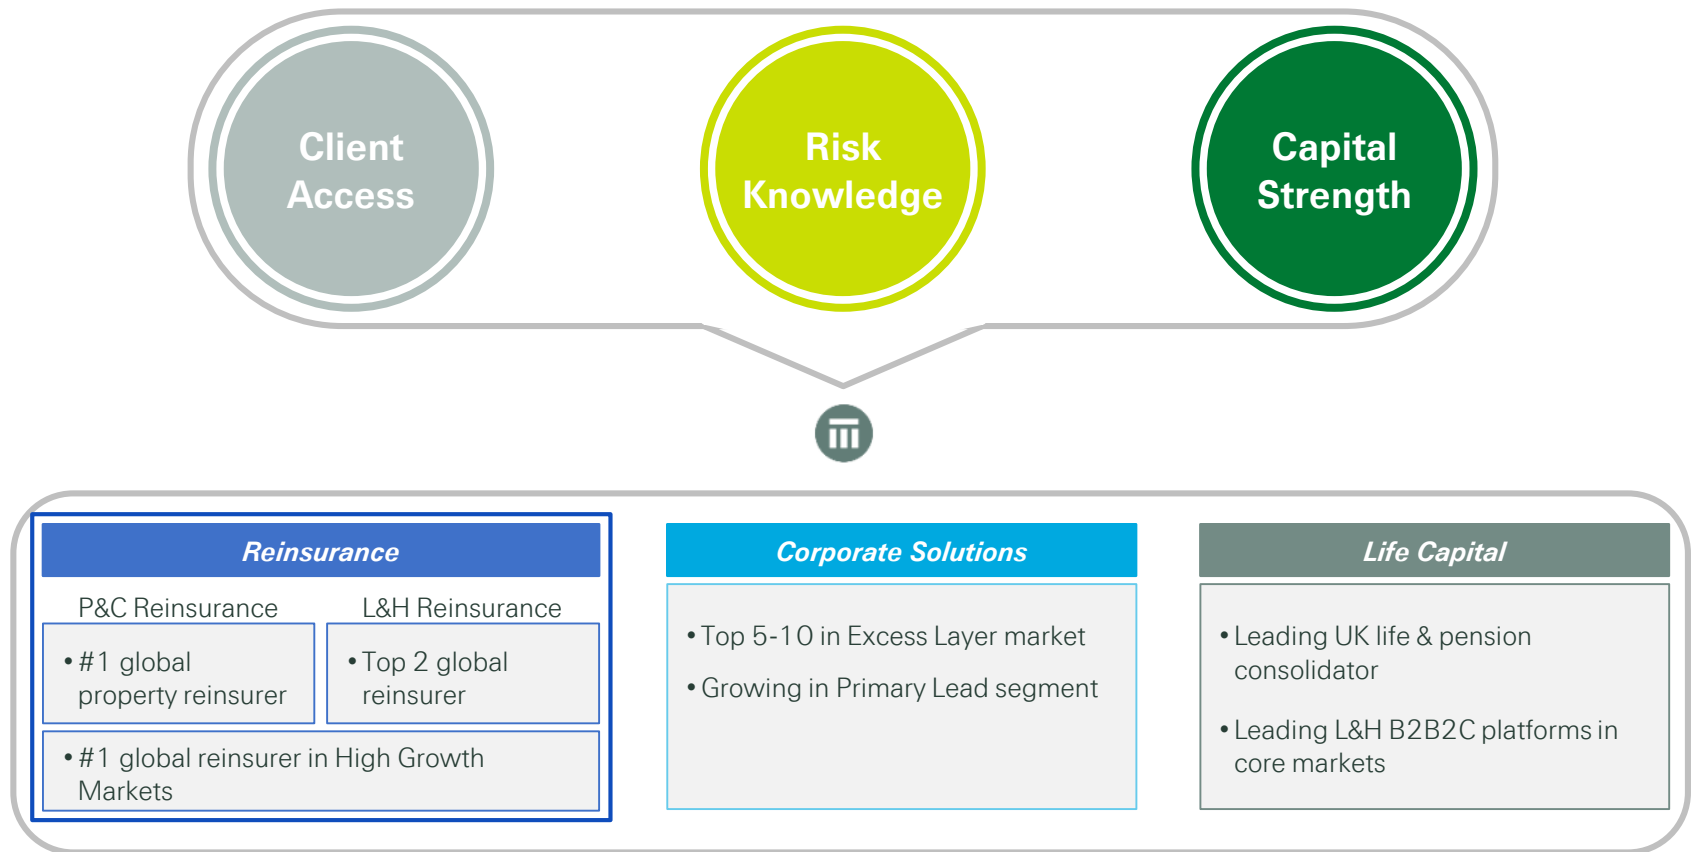 Client
Access
Risk
Knowledge
Capital
Strength
Reinsurance
P&C Reinsurance
L&H Reinsurance
• #1 global
property reinsurer
• Top 2 global
reinsurer
• #1 global reinsurer in High Growth
Markets
Corporate Solutions
• Top 5-10 in Excess Layer market
• Growing in Primary Lead segment
Life Capital
• Leading UK life & pension
consolidator
• Leading L&H B2B2C platforms in
core markets